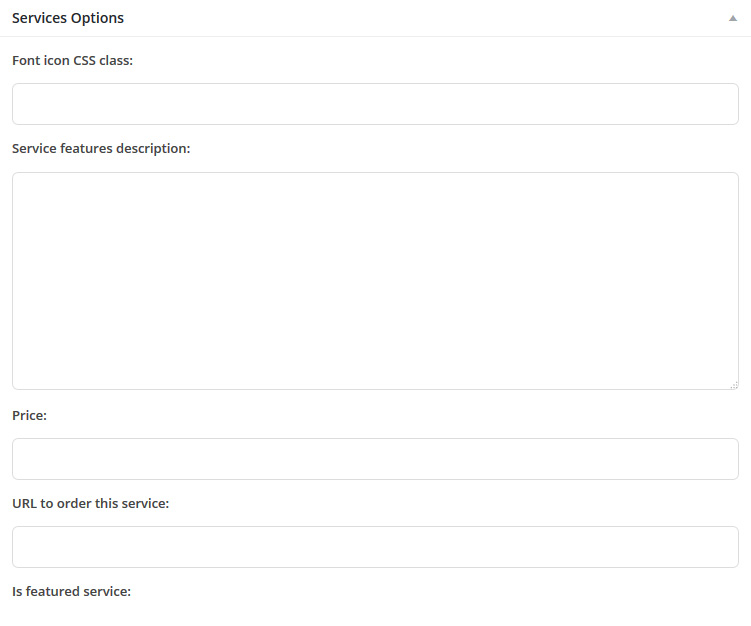 Services Options
Font icon CSS class:
Service features description:
Price:
URL to order this service:
Is featured service: